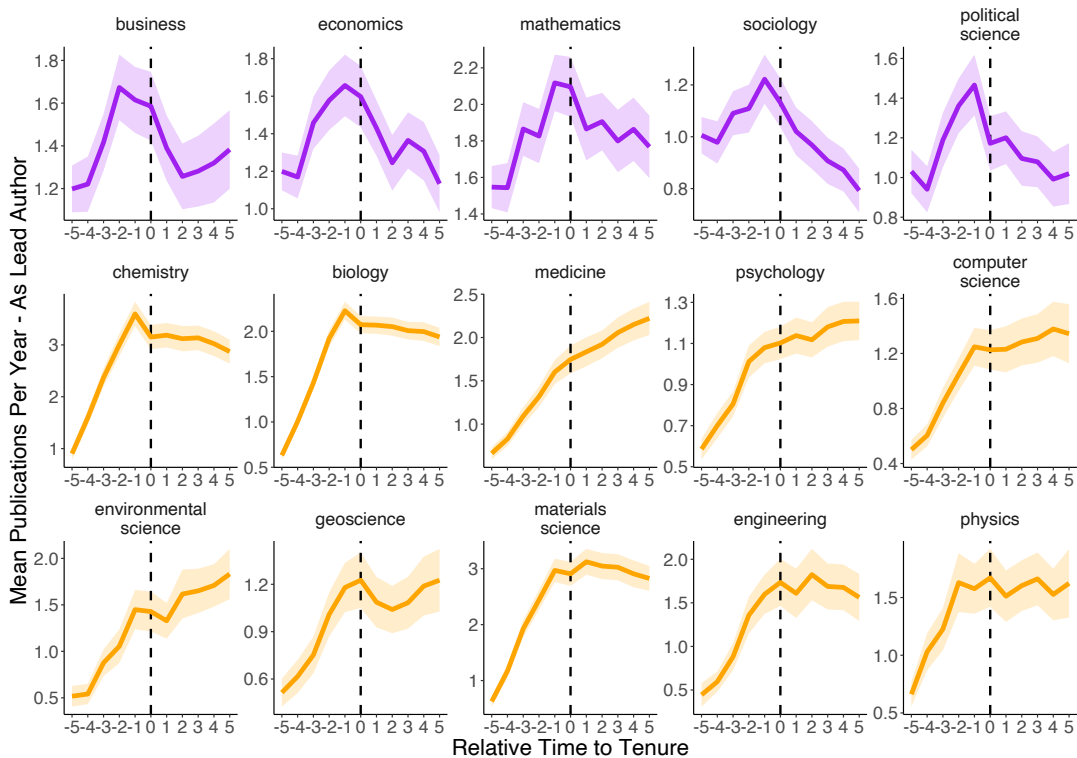 business
economics
mathematics
sociology
political
science
1.8
1.6
1.4
1.2
-5-4-3-2-1 0 1 2 3 4 5
1.8
1.6
1.4
1.2
1.0
-5-4-3-2-1 0 1 2 3 4 5
2.2
2.0
1.8
1.6
1.4
-5-4-3-2-1 0 1 2 3 4 5
1.2
1.0
0.8
-5-4-3-2-1 0 1 2 3 4 5
1.6
1.4
1.2
1.0
0.8
-5-4-3-2-1 0 1 2 3 4 5
Mean Publications Per Year - As Lead Author
chemistry
biology
medicine
psychology
computer
science
3
2
1
-5-4-3-2-1 0 1 2 3 4 5
2.0
1.5
1.0
0.5
-5-4-3-2-1 0 1 2 3 4 5
2.5
2.0
1.5
1.0
-5-4-3-2-1 0 1 2 3 4 5
1.3
1.1
0.9
0.7
0.5
-5-4-3-2-1 0 1 2 3 4 5
1.6
1.2
0.8
0.4
-5-4-3-2-1 0 1 2 3 4 5
environmental
science
geoscience
materials
science
engineering
physics
2.0
1.5
1.0
0.5
-5-4-3-2-1 0 1 2 3 4 5
1.2
0.9
0.6
-5-4-3-2-1 0 1 2 3 4 5
3
2
1
-5-4-3-2-1 0 1 2 3 4 5
2.0
1.5
1.0
0.5
-5-4-3-2-1 0 1 2 3 4 5
1.5
1.0
0.5
-5-4-3-2-1 0 1 2 3 4 5
Relative Time to Tenure